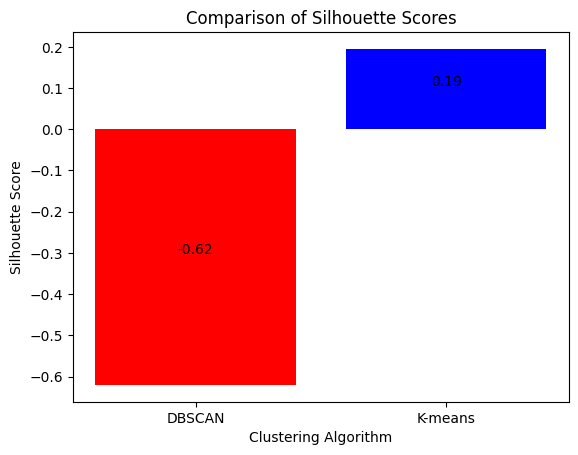 Comparison of Silhouette Scores
Silhouette Score
0.2
0.1
0.0
−0.1
−0.2
−0.3
−0.4
−0.5
−0.6
0.19
-0.62
DBSCAN
K-means
Clustering Algorithm